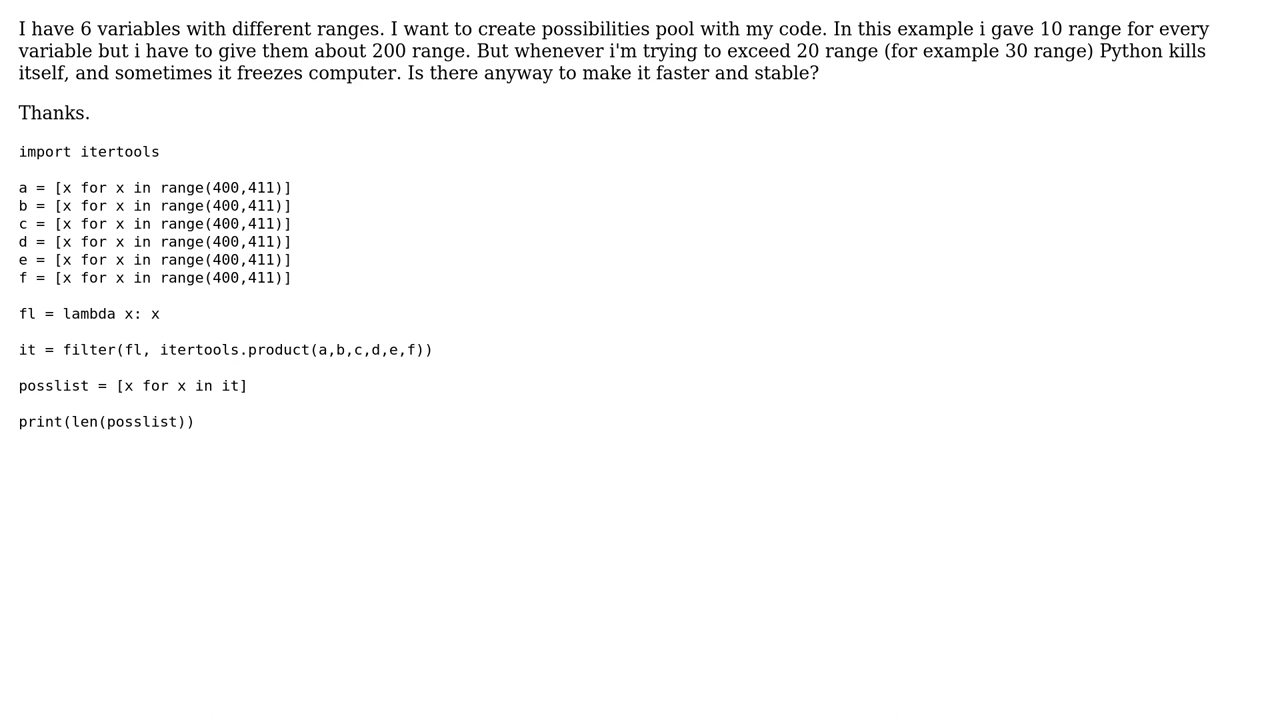 I have 6 variables with different ranges. I want to create possibilities pool with my code. In this example i gave 10 range for every
variable but i have to give them about 200 range. But whenever i'm trying to exceed 20 range (for example 30 range) Python kills
itself, and sometimes it freezes computer. Is there anyway to make it faster and stable?
Thanks.
import itertools
a = [x for x in range(400,411)]
b = [x for x in range(400,411)]
c = [x for x in range(400,411)]
d = [x for x in range(400,411)]
e = [x for x in range(400,411)]
f = [x for x in range(400,411)]
fl = lambda x: x
it = filter(fl, itertools.product(a,b,c,d,e,f))
posslist = [x for x in it]
print(len(posslist))